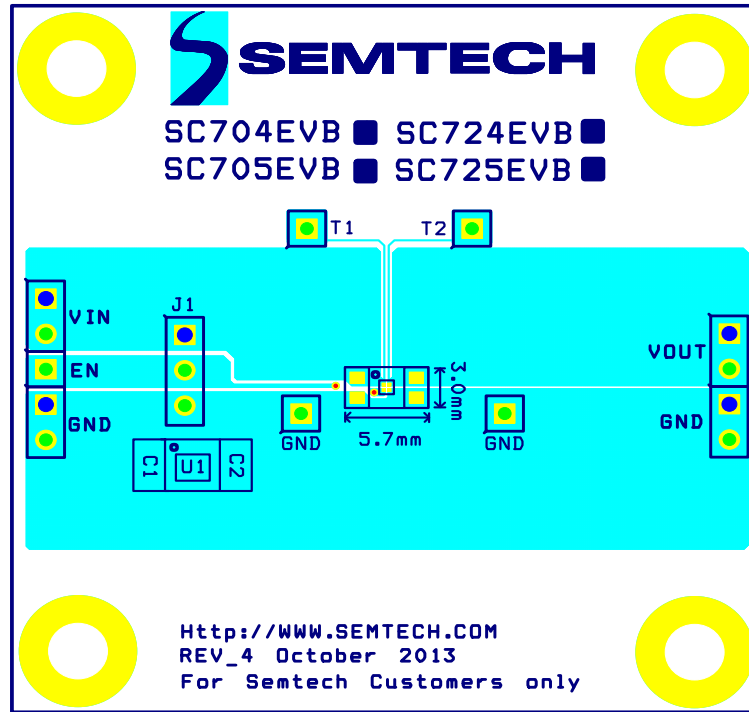 SEMTECH
SC704EVB SC724EVB
SC705EVB SC725EVB
T1 T2
J1
VIN
EN
GND
VOUT
GND
3.0mm
5.7mm
GND GND
C1 U1 C2
Http://WWW.SEMTECH.COM
REV_4 October 2013
For Semtech Customers only